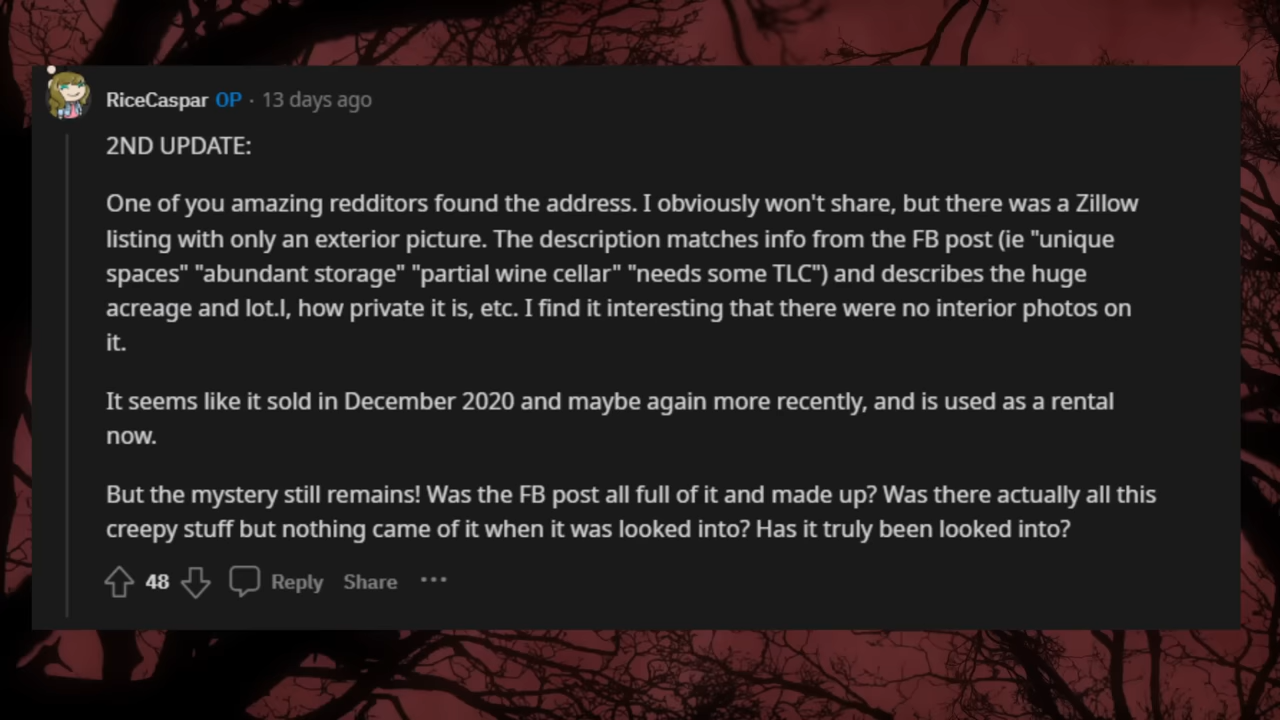 RiceCaspar OP · 13 days ago
2ND UPDATE:
One of you amazing redditors found the address. I obviously won't share, but there was a Zillow
listing with only an exterior picture. The description matches info from the FB post (ie "unique
spaces" "abundant storage" "partial wine cellar" "needs some TLC") and describes the huge
acreage and lot.I, how private it is, etc. I find it interesting that there were no interior photos on
it.
It seems like it sold in December 2020 and maybe again more recently, and is used as a rental
now.
But the mystery still remains! Was the FB post all full of it and made up? Was there actually all this
creepy stuff but nothing came of it when it was looked into? Has it truly been looked into?
48 Reply Share ···